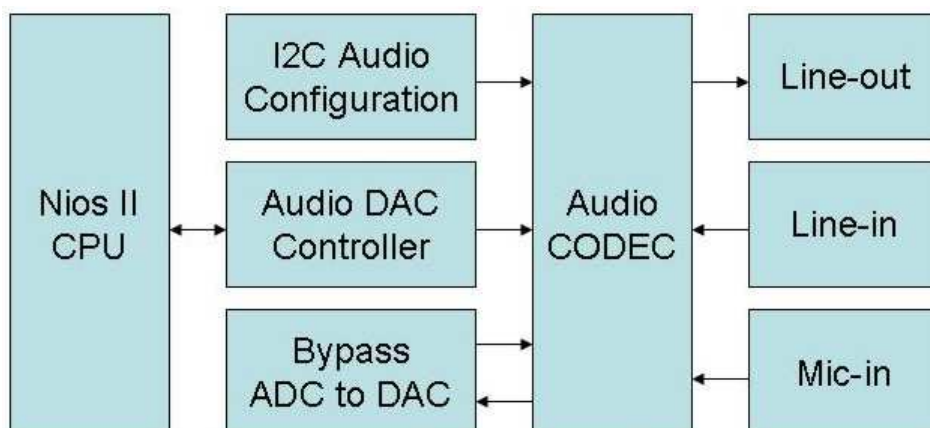 Nios II
CPU
I2C Audio
Configuration
Audio DAC
Controller
Bypass
ADC to DAC
Audio
CODEC
Line-out
Line-in
Mic-in